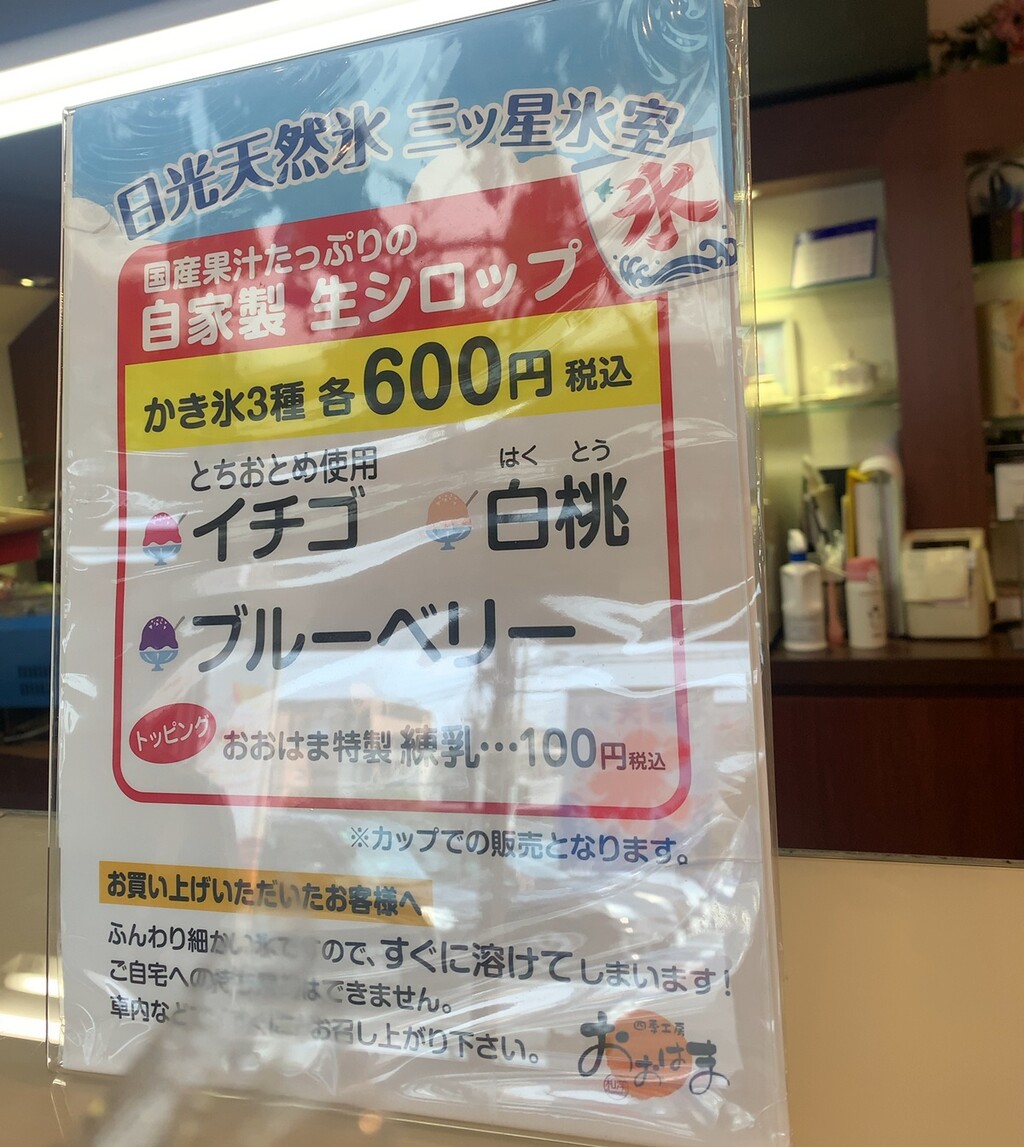 日光天然氷 三ッ星氷室
氷
国産果汁たっぷりの
自家製 生シロップ
かき氷3種 各600円 税込
とちおとめ使用
イチゴ
はく とう
白桃
ブルーベリー
トッピング おおはま特製 練乳…100円税込
※カップでの販売となります。
お買い上げいただいたお客様へ
ふんわり細かい氷ですので、すぐに溶けてしまいます!
ご自宅への持ち はできません。
車内など お召し上がり下さい。
四季工房
おおはま